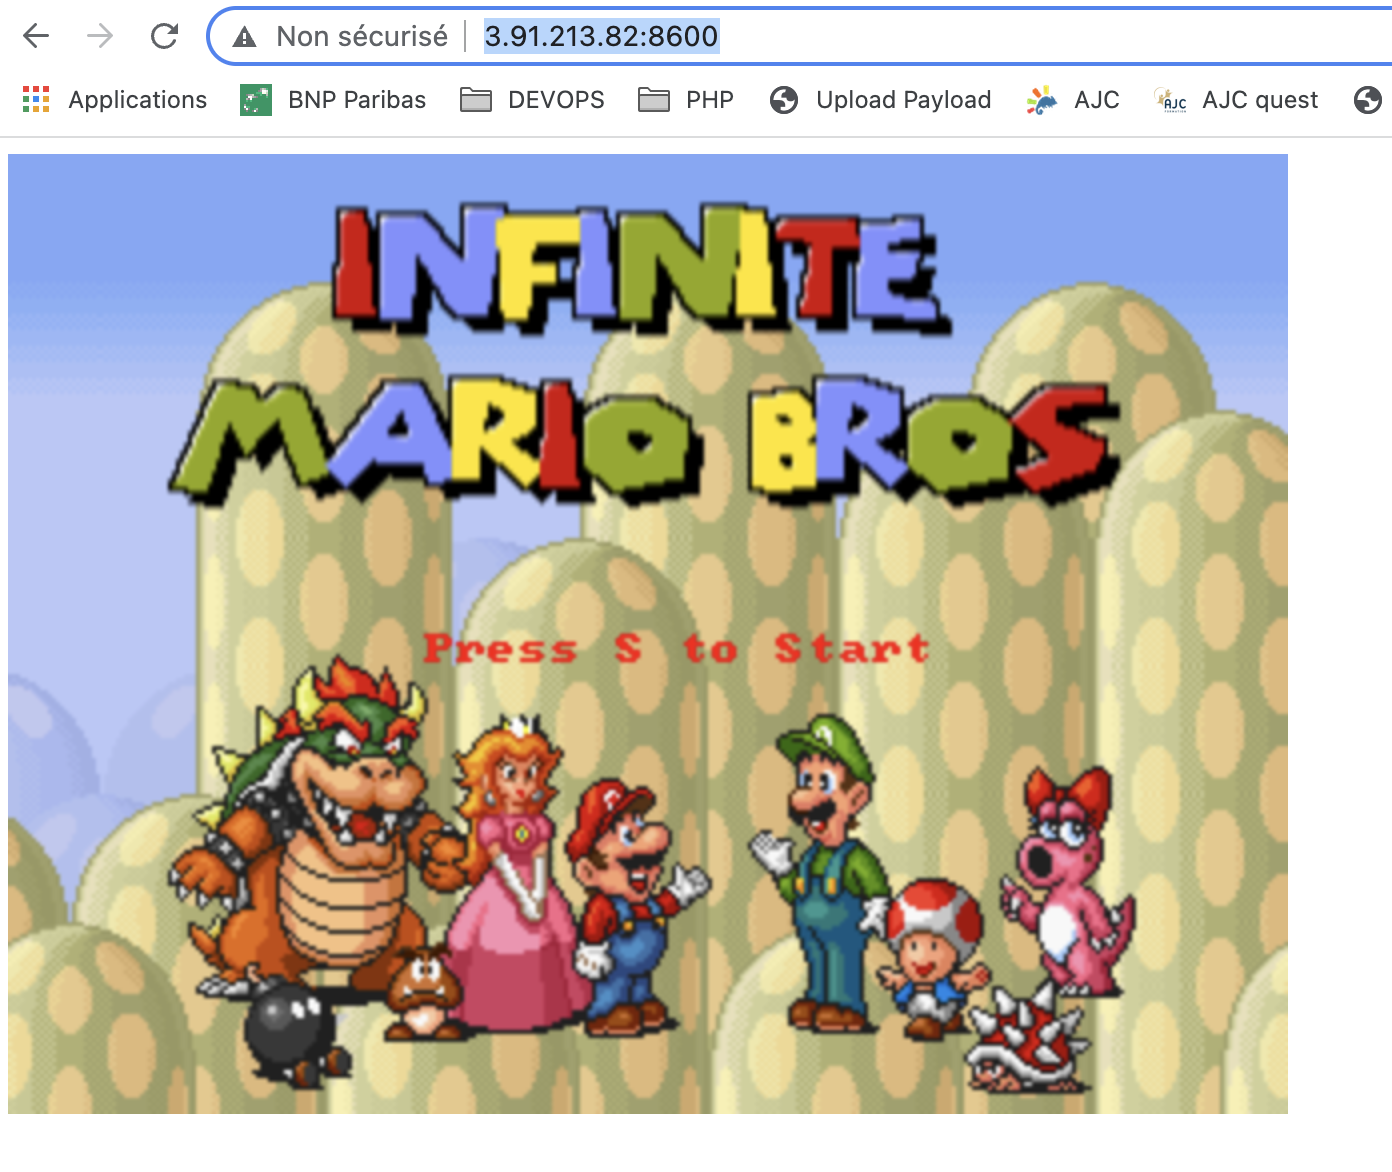 Non sécurisé | 3.91.213.82:8600
Applications BNP Paribas DEVOPS PHP Upload Payload AJC AJC AJC quest
INFINITE
MARIO BROS
Press S to Start